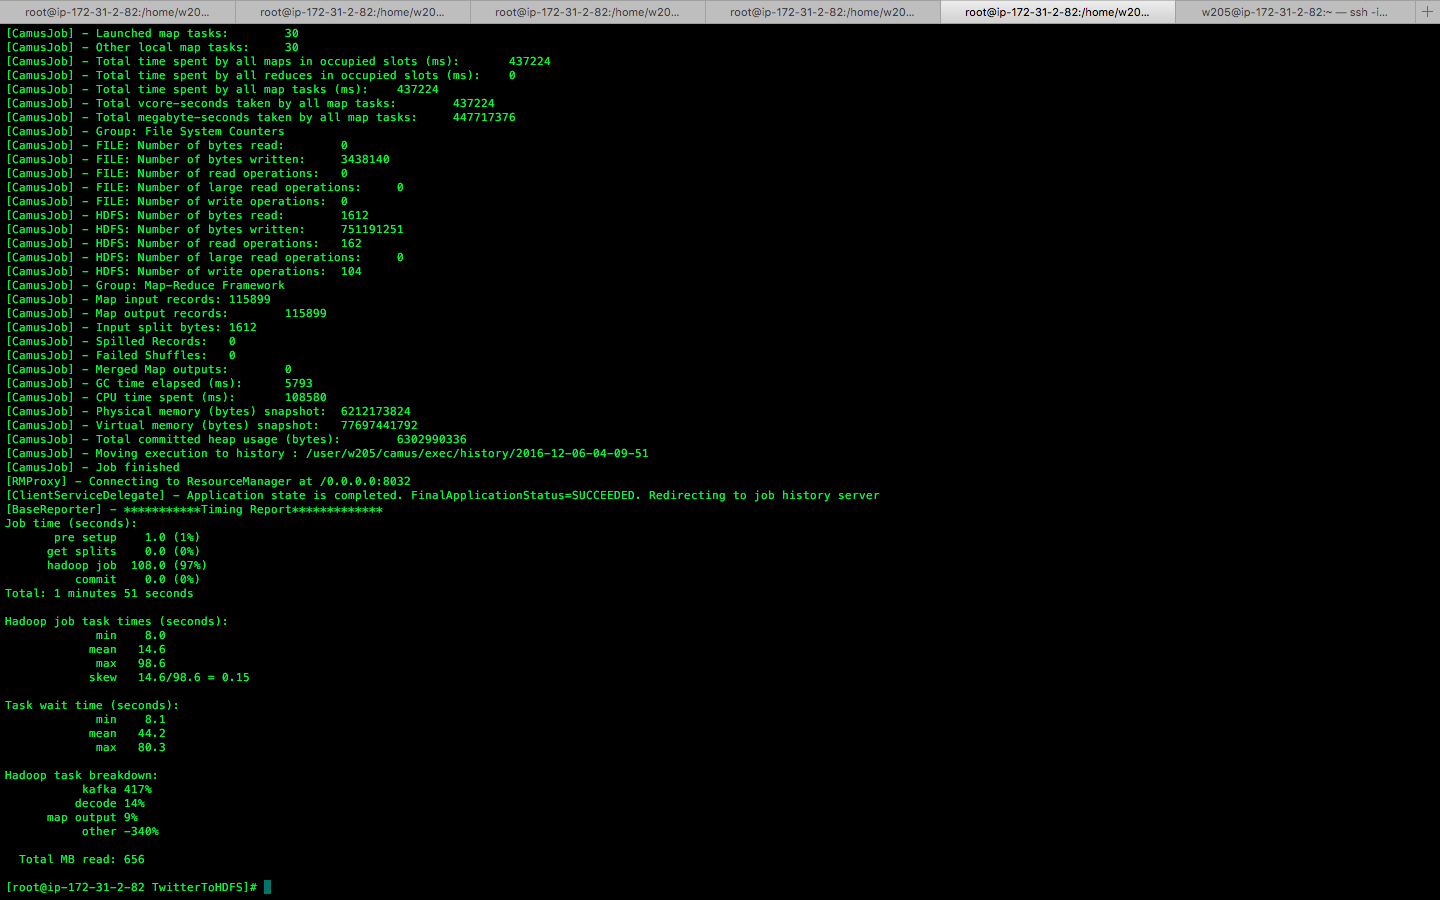 root@ip-172-31-2-82:/home/w20... root@ip-172-31-2-82:/home/w20... root@ip-172-31-2-82:/home/w20... root@ip-172-31-2-82:/home/w20... root@ip-172-31-2-82:/home/w20... w205@ip-172-31-2-82:~ — ssh -i... +
[CamusJob] - Launched map tasks: 30
[CamusJob] - Other local map tasks: 30
[CamusJob] - Total time spent by all maps in occupied slots (ms): 437224
[CamusJob] - Total time spent by all reduces in occupied slots (ms): 0
[CamusJob] - Total time spent by all map tasks (ms): 437224
[CamusJob] - Total vcore-seconds taken by all map tasks: 437224
[CamusJob] - Total megabyte-seconds taken by all map tasks: 447717376
[CamusJob] - Group: File System Counters
[CamusJob] - FILE: Number of bytes read: 0
[CamusJob] - FILE: Number of bytes written: 3438140
[CamusJob] - FILE: Number of read operations: 0
[CamusJob] - FILE: Number of large read operations: 0
[CamusJob] - FILE: Number of write operations: 0
[CamusJob] - HDFS: Number of bytes read: 1612
[CamusJob] - HDFS: Number of bytes written: 751191251
[CamusJob] - HDFS: Number of read operations: 162
[CamusJob] - HDFS: Number of large read operations: 0
[CamusJob] - HDFS: Number of write operations: 104
[CamusJob] - Group: Map-Reduce Framework
[CamusJob] - Map input records: 115899
[CamusJob] - Map output records: 115899
[CamusJob] - Input split bytes: 1612
[CamusJob] - Spilled Records: 0
[CamusJob] - Failed Shuffles: 0
[CamusJob] - Merged Map outputs: 0
[CamusJob] - GC time elapsed (ms): 5793
[CamusJob] - CPU time spent (ms): 108580
[CamusJob] - Physical memory (bytes) snapshot: 6212173824
[CamusJob] - Virtual memory (bytes) snapshot: 77697441792
[CamusJob] - Total committed heap usage (bytes): 6302990336
[CamusJob] - Moving execution to history : /user/w205/camus/exec/history/2016-12-06-04-09-51
[CamusJob] - Job finished
[RMProxy] - Connecting to ResourceManager at /0.0.0.0:8032
[ClientServiceDelegate] - Application state is completed. FinalApplicationStatus=SUCCEEDED. Redirecting to job history server
[BaseReporter] - ***********Timing Report*************
Job time (seconds):
pre setup 1.0 (1%)
get splits 0.0 (0%)
hadoop job 108.0 (97%)
commit 0.0 (0%)
Total: 1 minutes 51 seconds
Hadoop job task times (seconds):
min 8.0
mean 14.6
max 98.6
skew 14.6/98.6 = 0.15
Task wait time (seconds):
min 8.1
mean 44.2
max 80.3
Hadoop task breakdown:
kafka 417%
decode 14%
map output 9%
other -340%
Total MB read: 656
[root@ip-172-31-2-82 TwitterToHDFS]#